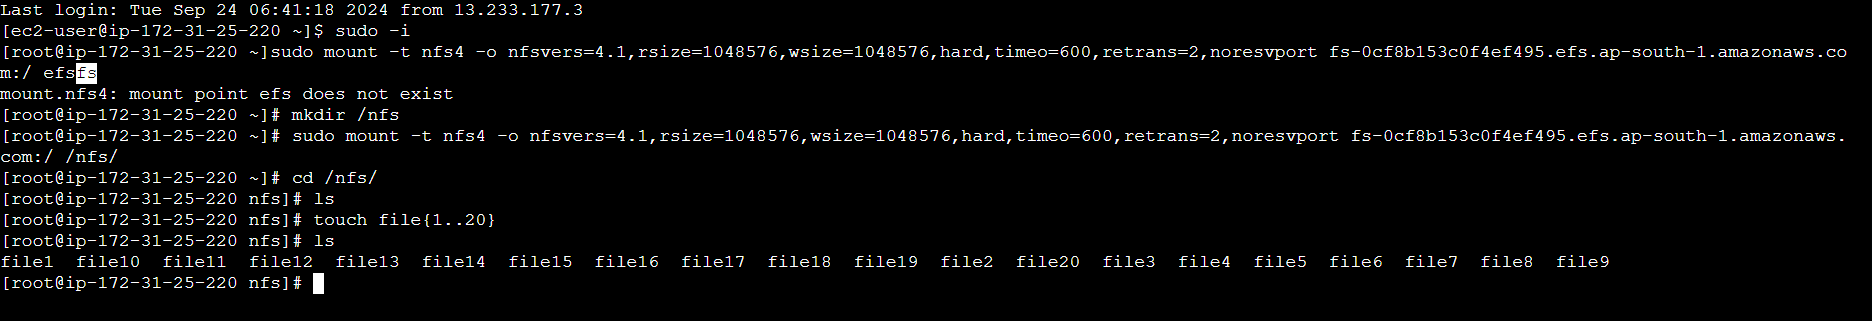 Last login: Tue Sep 24 06:41:18 2024 from 13.233.177.3
[ec2-user@ip-172-31-25-220 ~]$ sudo -i
[root@ip-172-31-25-220 ~]sudo mount -t nfs4 -o nfsvers=4.1,rsize=1048576,wsize=1048576,hard,timeo=600,retrans=2,noresvport fs-0cf8b153c0f4ef495.efs.ap-south-1.amazonaws.co
m:/ efsfs
mount.nfs4: mount point efs does not exist
[root@ip-172-31-25-220 ~]# mkdir /nfs
[root@ip-172-31-25-220 ~]# sudo mount -t nfs4 -o nfsvers=4.1,rsize=1048576,wsize=1048576,hard,timeo=600,retrans=2,noresvport fs-0cf8b153c0f4ef495.efs.ap-south-1.amazonaws.
com:/ /nfs/
[root@ip-172-31-25-220 ~]# cd /nfs/
[root@ip-172-31-25-220 nfs]# ls
[root@ip-172-31-25-220 nfs]# touch file{1..20}
[root@ip-172-31-25-220 nfs]# ls
file1  file10  file11  file12  file13  file14  file15  file16  file17  file18  file19  file2  file20  file3  file4  file5  file6  file7  file8  file9
[root@ip-172-31-25-220 nfs]#